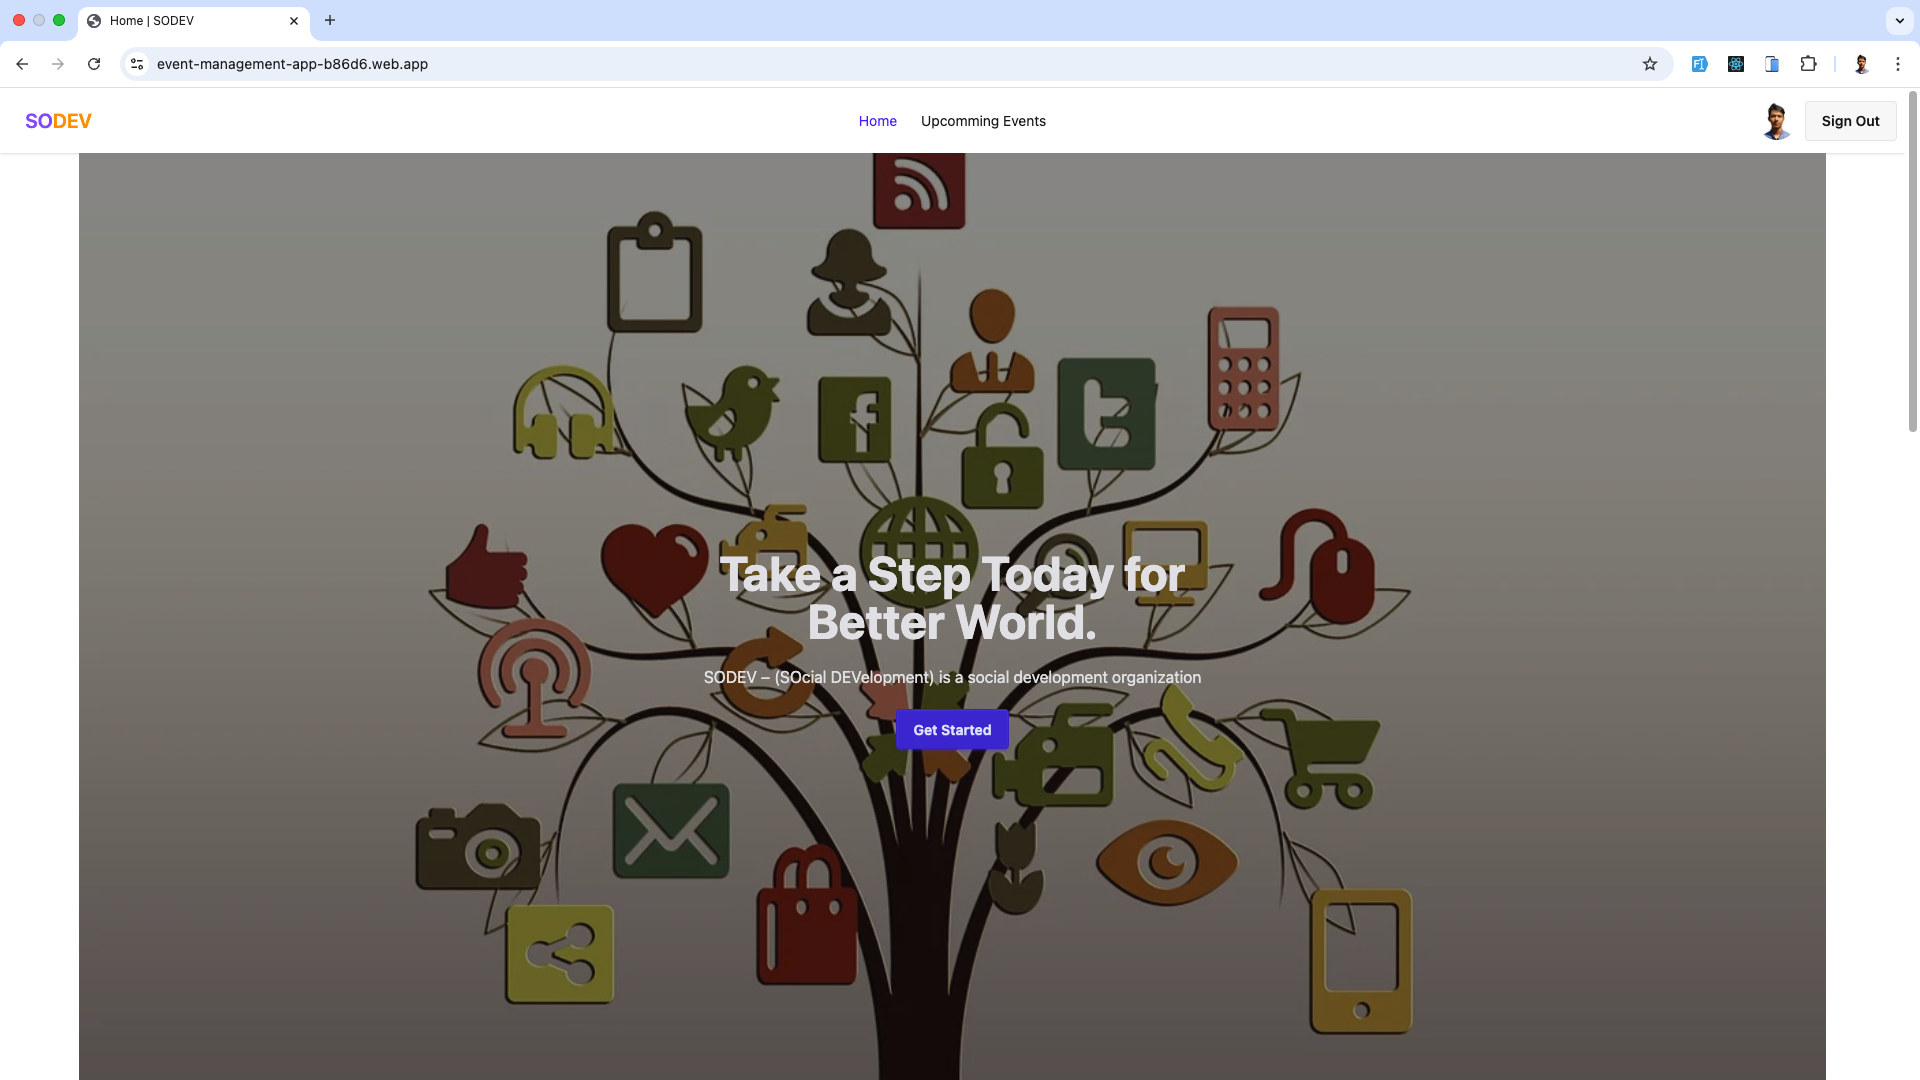 Home | SODEV
event-management-app-b86d6.web.app
SODEV
Home
Upcomming Events
Sign Out
Take a Step Today for
Better World.
SODEV – (SOcial DEVelopment) is a social development organization
Get Started